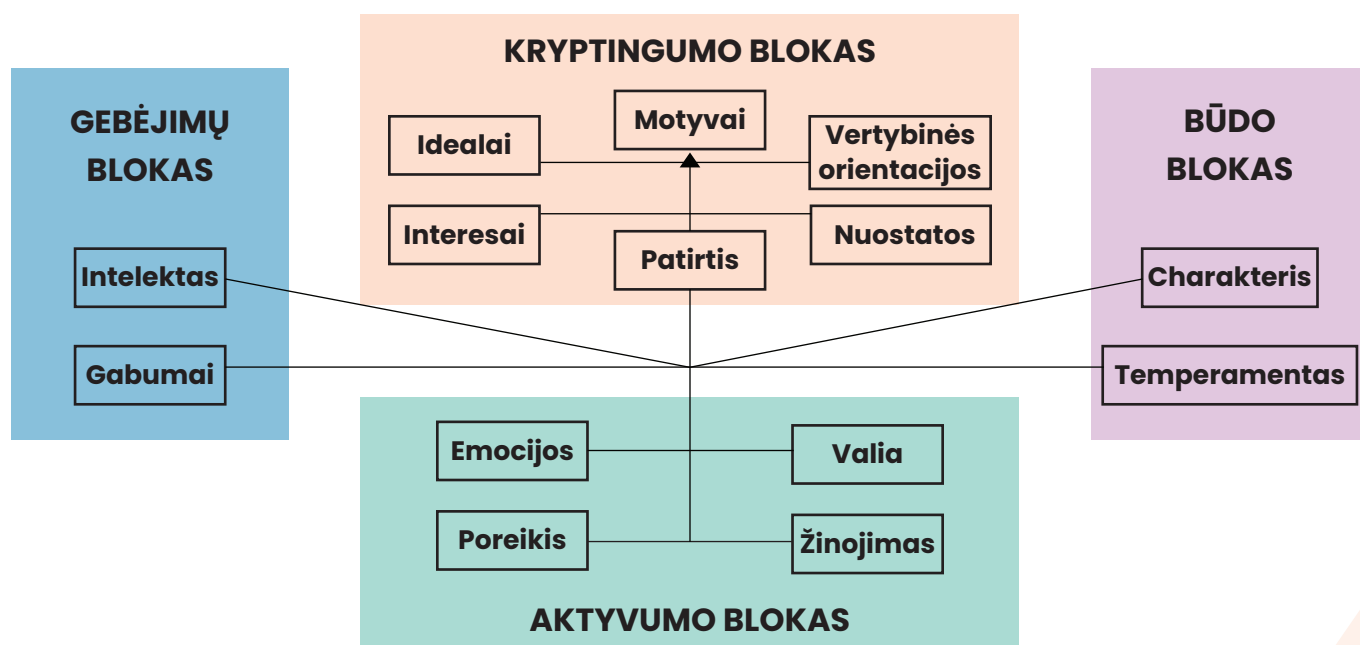 KRYPTINGUMO BLOKAS
Motyvai
Idealai
Vertybinės
orientacijos
Interesai
Nuostatos
Patirtis
GEBĖJIMŲ
BLOKAS
Intelektas
Gabumai
BŪDO
BLOKAS
Charakteris
Temperamentas
Emocijos
Valia
Poreikis
Žinojimas
AKTYVUMO BLOKAS